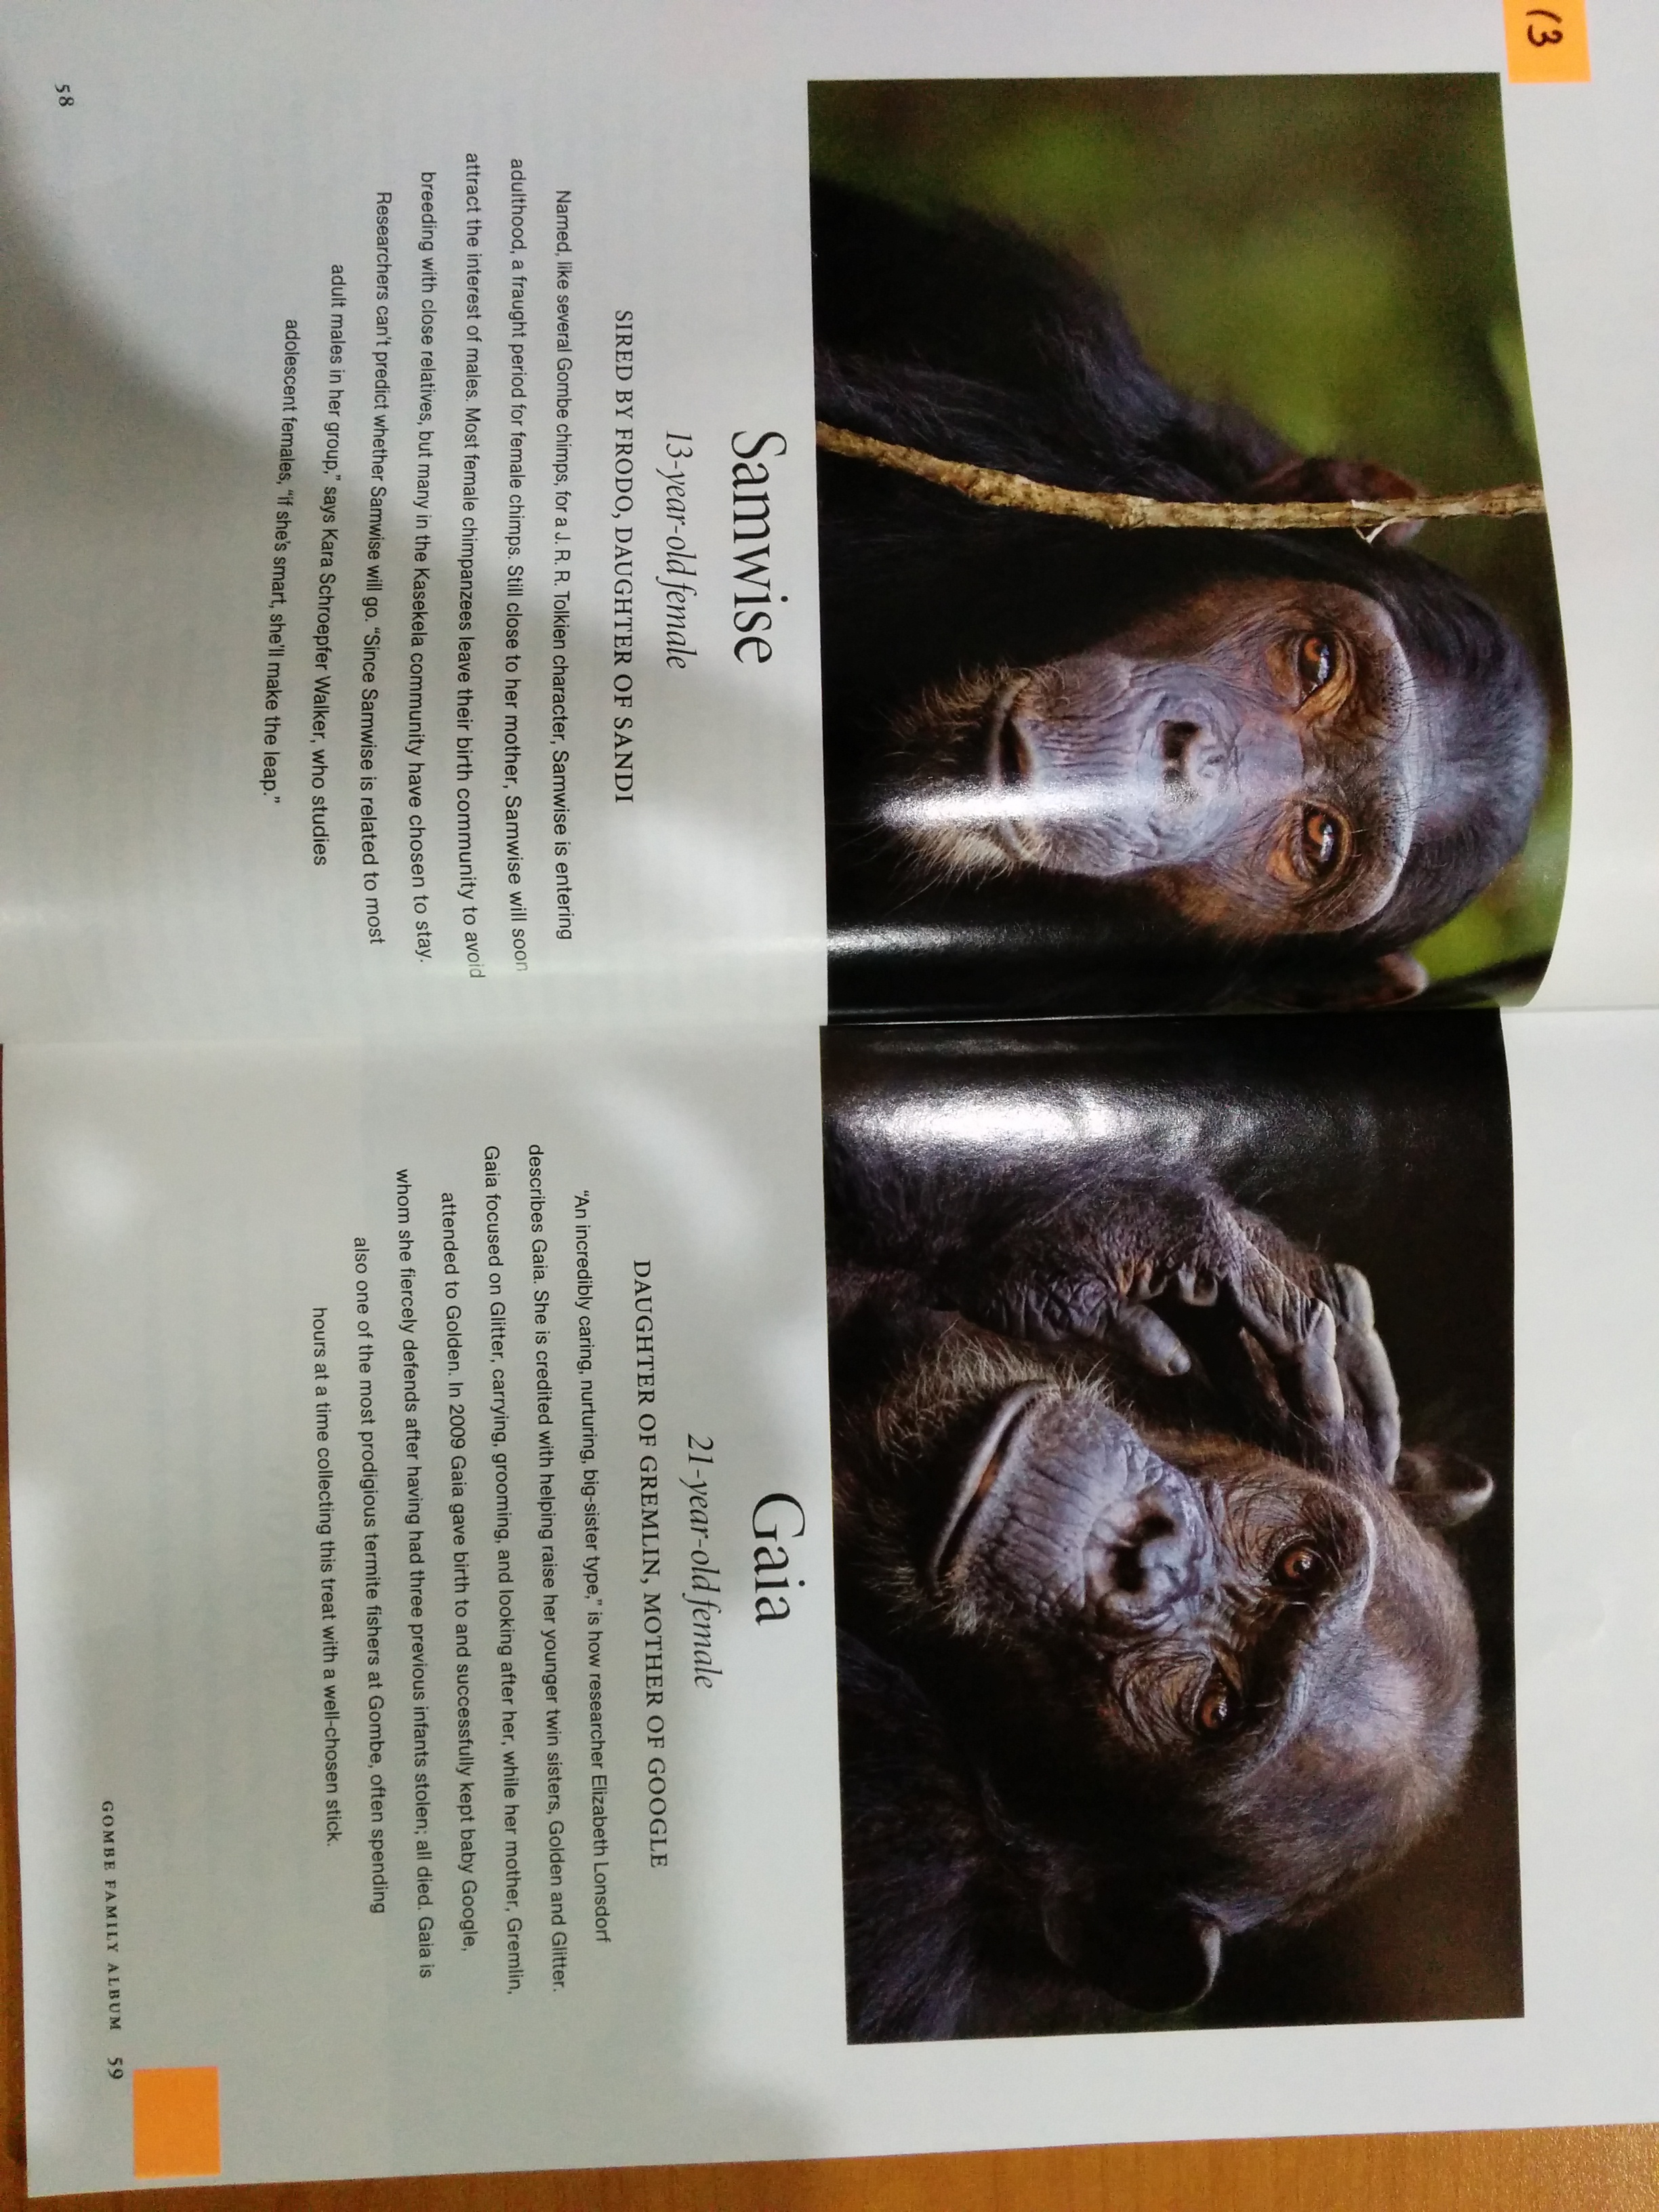 13
Samwise
13-year-old female
SIRED BY FRODO, DAUGHTER OF SANDI
Named, like several Gombe chimps, for a J. R. R. Tolkien character, Samwise is entering
adulthood, a fraught period for female chimps. Still close to her mother, Samwise will soon
attract the interest of males. Most female chimpanzees leave their birth community to avoid
breeding with close relatives, but many in the Kasekela community have chosen to stay.
Researchers can't predict whether Samwise will go. “Since Samwise is related to most
adult males in her group,” says Kara Schroepfer Walker, who studies
adolescent females, “if she's smart, she'll make the leap.”
58
Gaia
21-year-old female
DAUGHTER OF GREMLIN, MOTHER OF GOOGLE
“An incredibly caring, nurturing, big-sister type,” is how researcher Elizabeth Lonsdorf
describes Gaia. She is credited with helping raise her younger twin sisters, Golden and Glitter.
Gaia focused on Glitter, carrying, grooming, and looking after her, while her mother, Gremlin,
attended to Golden. In 2009 Gaia gave birth to and successfully kept baby Google,
whom she fiercely defends after having had three previous infants stolen; all died. Gaia is
also one of the most prodigious termite fishers at Gombe, often spending
hours at a time collecting this treat with a well-chosen stick.
GOMBE FAMILY ALBUM 59